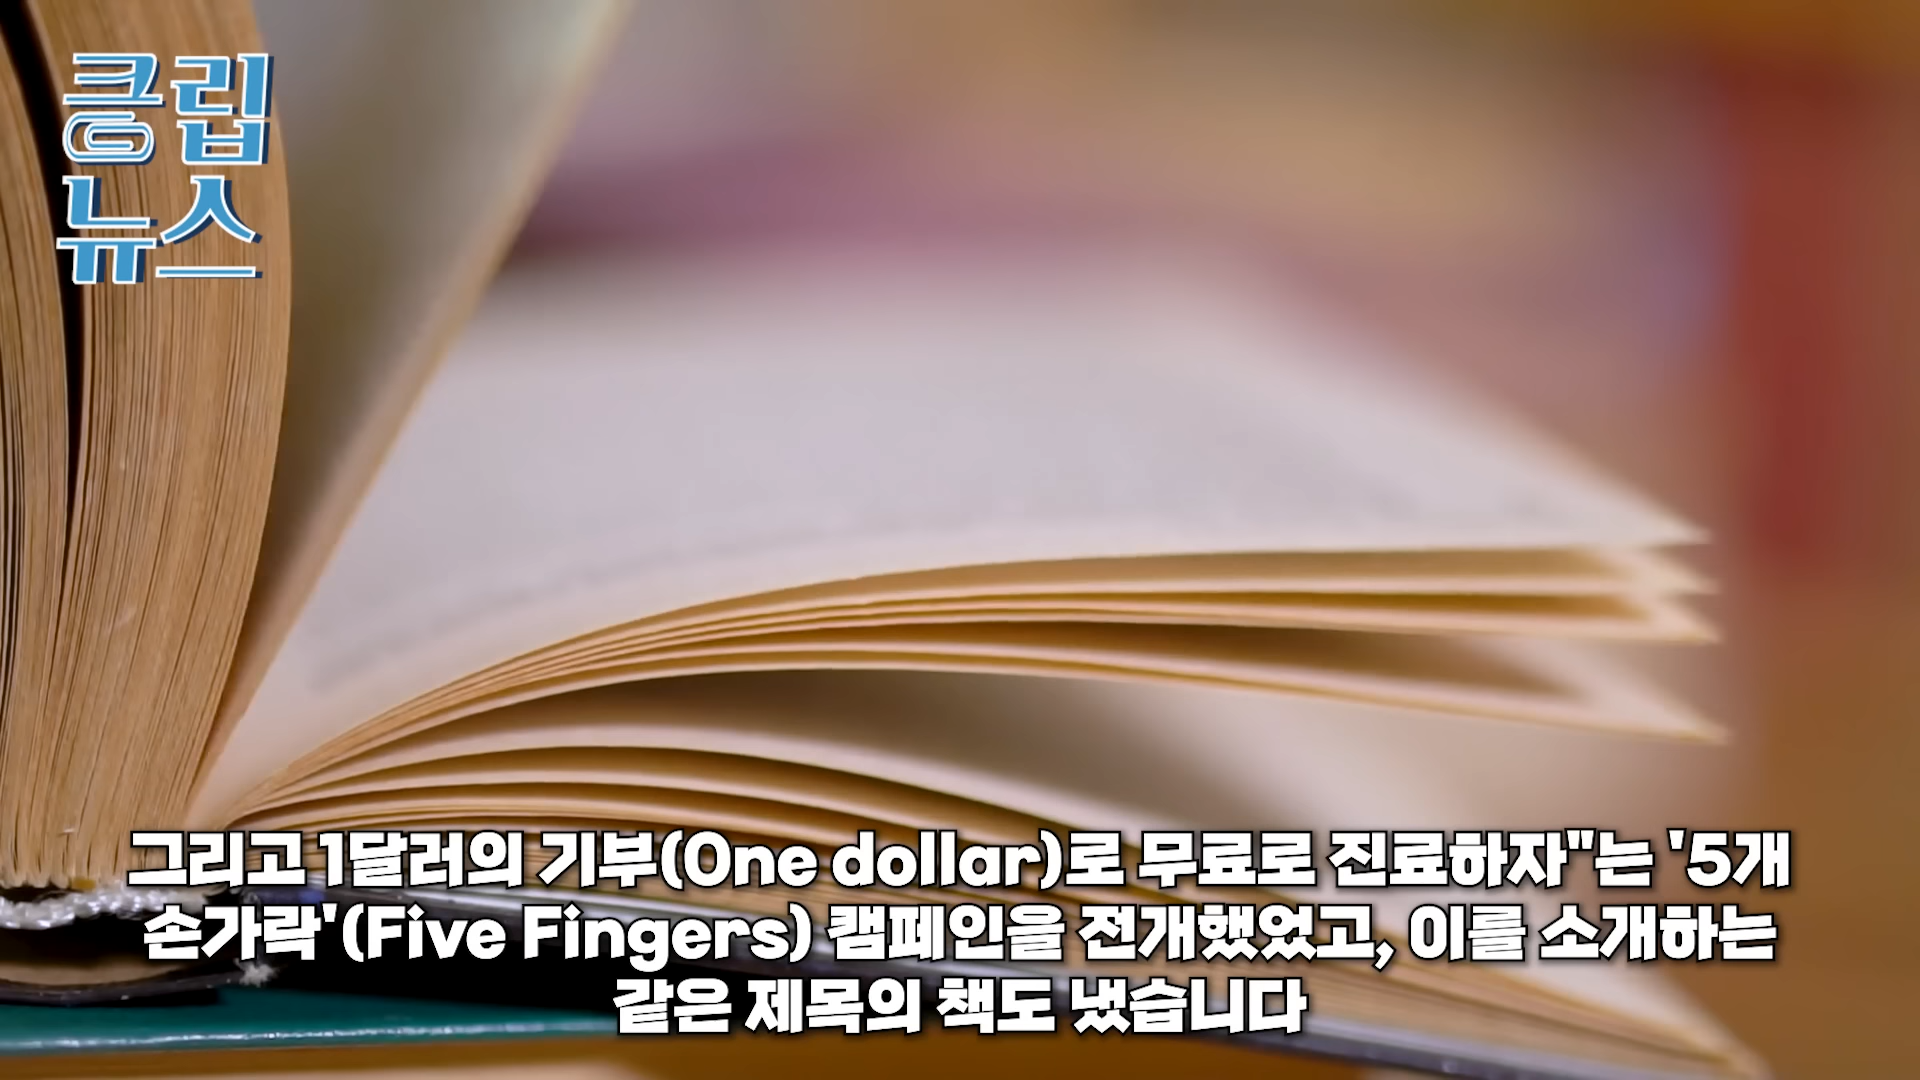 클립
뉴스
그리고 1달러의 기부(One dollar)로 무료로 진료하자"는 '5개
손가락'(Five Fingers) 캠페인을 전개했었고, 이를 소개하는
같은 제목의 책도 냈습니다